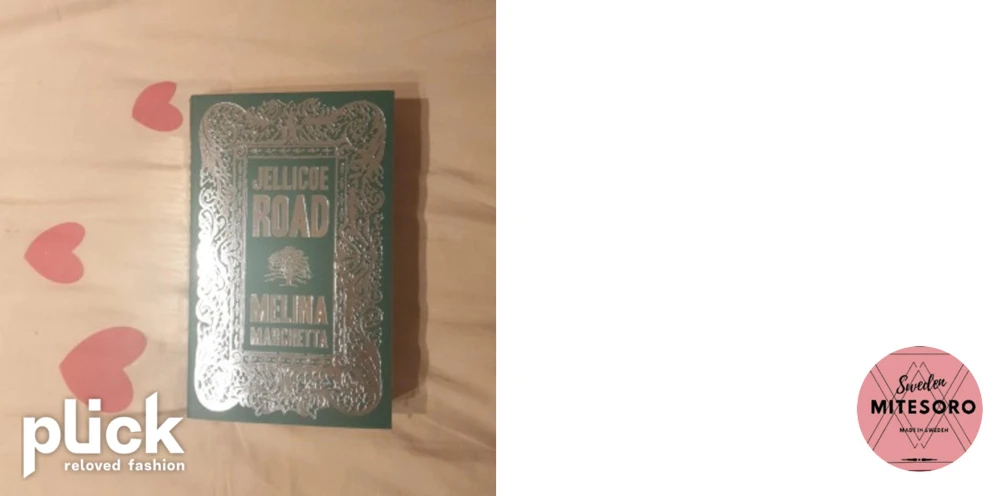 JELLICOE
ROAD
MELINA
MARCHETTA
plick
reloved fashion
Sweden
MITESORO
MADE IN SWEDEN